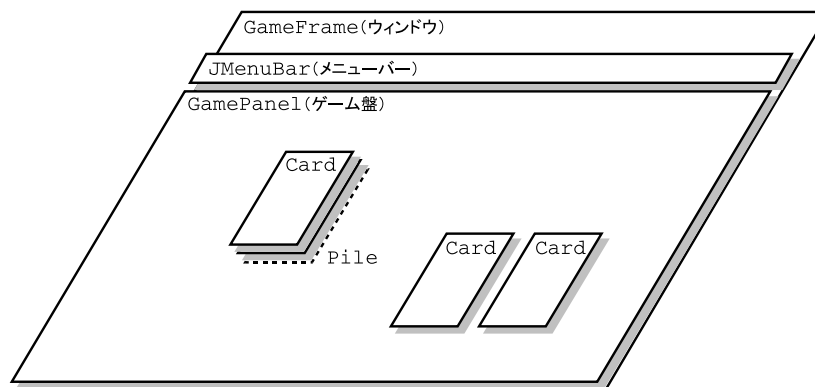 GameFrame(ウィンドウ)
JMenuBar(メニューバー)
GamePanel(ゲーム盤)
Card
Pile
Card
Card